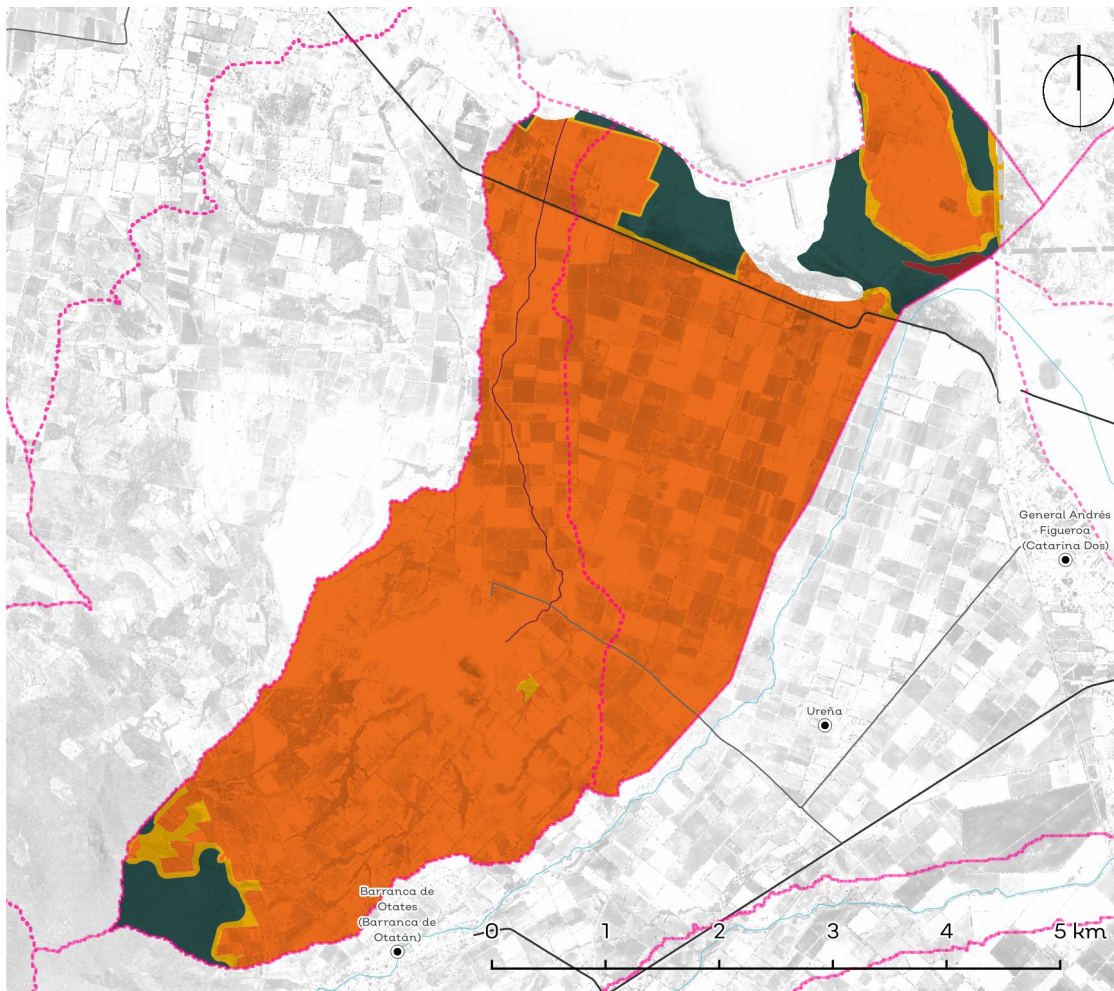 General Andrés
Figueroa
(Catarina Dos)
Ureña
Barranca de
Otates
(Barranca de
Otatán)
0 1 2 3 4 5 km